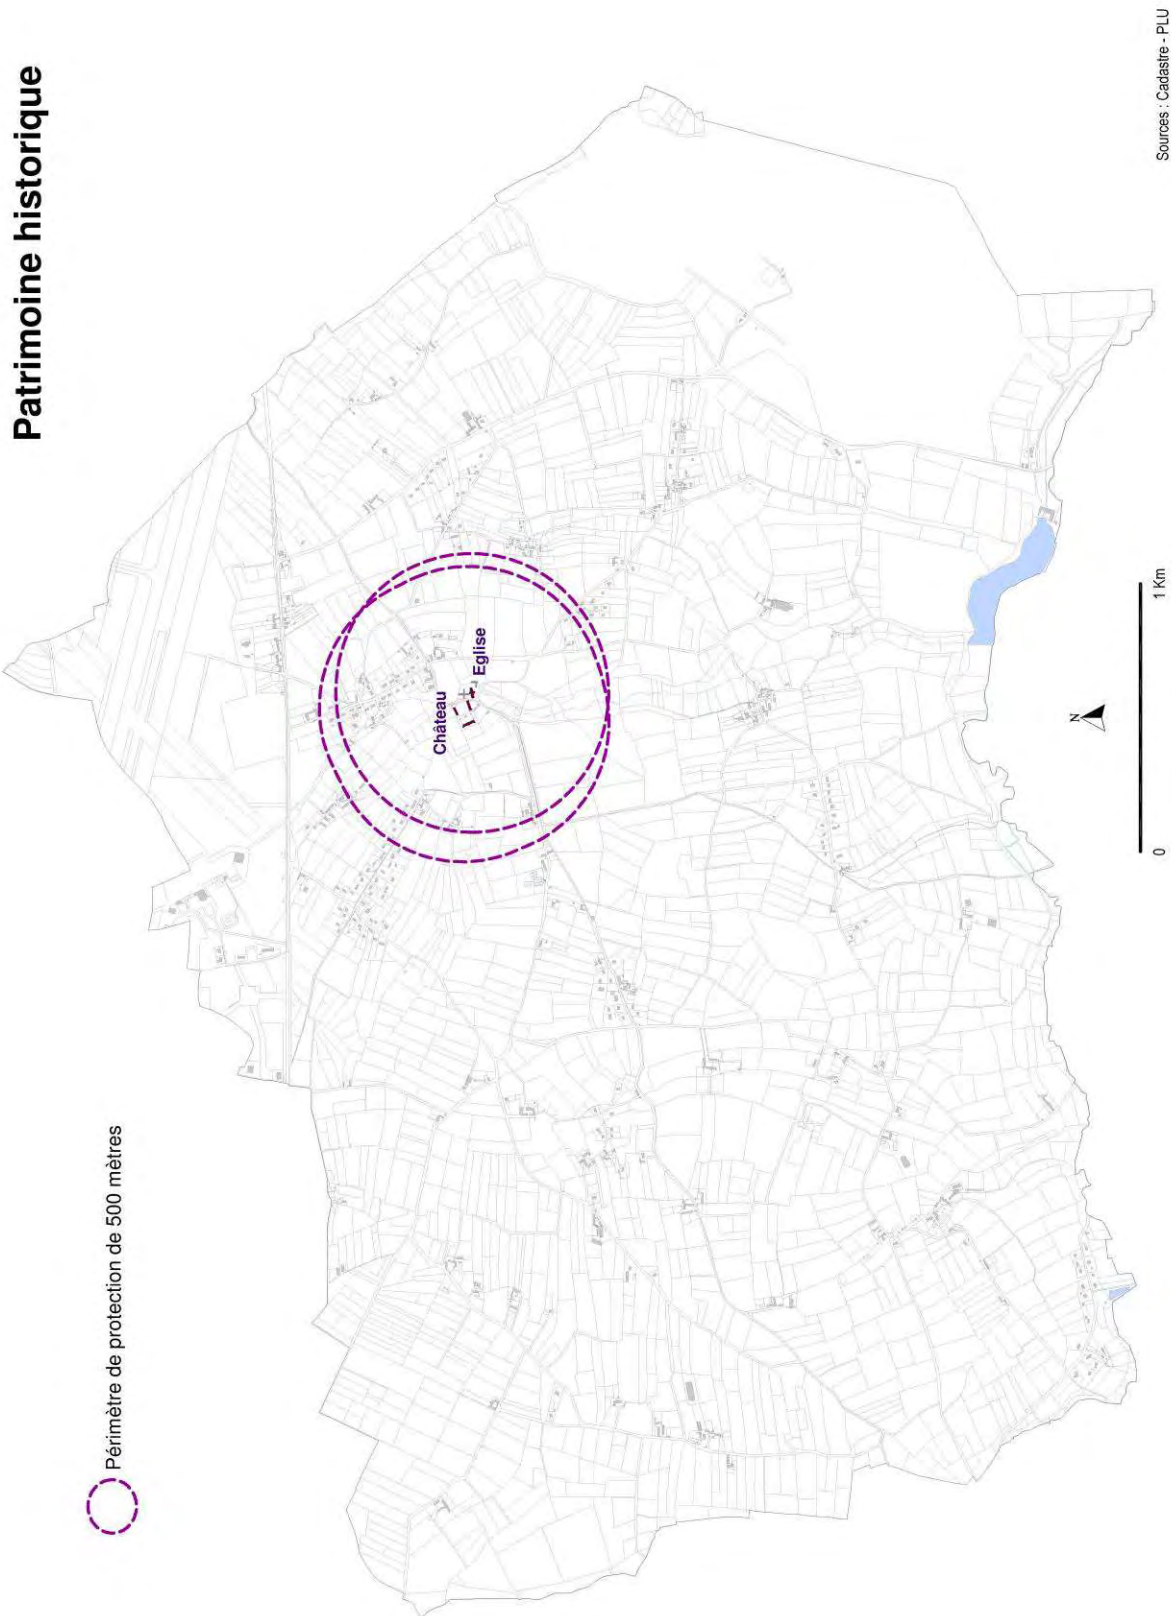 Patrimoine historique
Périmètre de protection de 500 mètres
Château
Eglise
N
0
1 Km
Sources : Cadastre - PLU